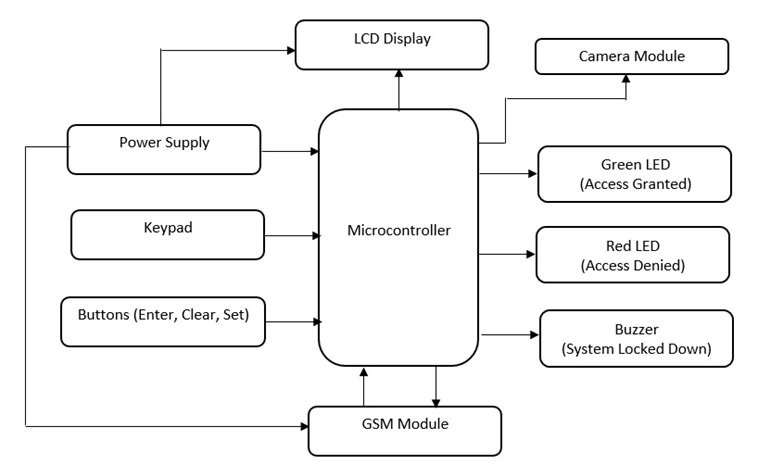 LCD Display
Camera Module
Power Supply
Green LED
(Access Granted)
Keypad
Microcontroller
Red LED
(Access Denied)
Buttons (Enter, Clear, Set)
Buzzer
(System Locked Down)
GSM Module